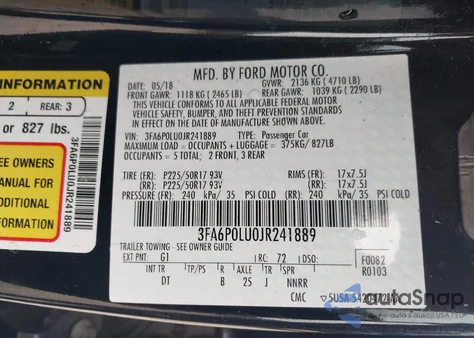 INFORMATION
2 REAR: 3
or 827 lbs.
SEE OWNERS
MANUAL FOR
ADDITIONAL
INFORMATION
3FA6P0LU0JR241889
MFD. BY FORD MOTOR CO.
DATE: 05/18 GVWR: 2136 KG ( 4710 LB)
FRONT GAWR: 1118 KG ( 2465 LB) REAR GAWR: 1039 KG ( 2290 LB)
THIS VEHICLE CONFORMS TO ALL APPLICABLE FEDERAL MOTOR
VEHICLE SAFETY, BUMPER, AND THEFT PREVENTION STANDARDS IN
EFFECT ON THE DATE OF MANUFACTURE SHOWN ABOVE.
VIN: 3FA6P0LU0JR241889 TYPE: Passenger Car
MAXIMUM LOAD = OCCUPANTS + LUGGAGE = 375KG/ 827LB
OCCUPANTS = 5 TOTAL: 2 FRONT, 3 REAR
TIRE (FR): P225/50R17 93V RIMS (FR): 17x7.5J
(RR): P225/50R17 93V (RR): 17x7.5J
PRESSURE (FR) 240 kPa/ 35 PSI COLD (RR) 240 kPa/ 35 PSI COLD
3FA6P0LU0JR241889
TRAILER TOWING - SEE OWNER GUIDE
EXT PNT: G1 RC: 72 DSO: F0082
INT TR TP/PS R AXLE TR SPR R0103
DT B 25 J NNRR
CMC
autoSnap